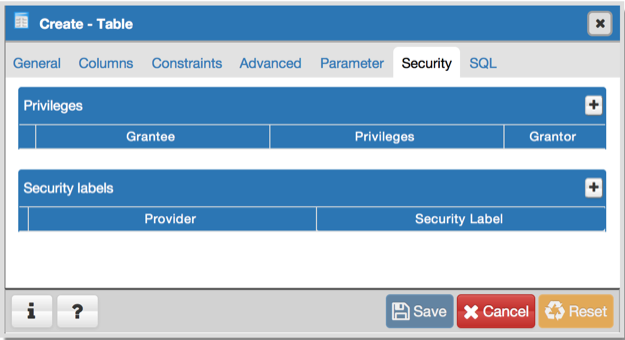 Create - Table
General Columns Constraints Advanced Parameter Security SQL
Privileges
Grantee Privileges Grantor
Security labels
Provider Security Label
i ? Save Cancel Reset